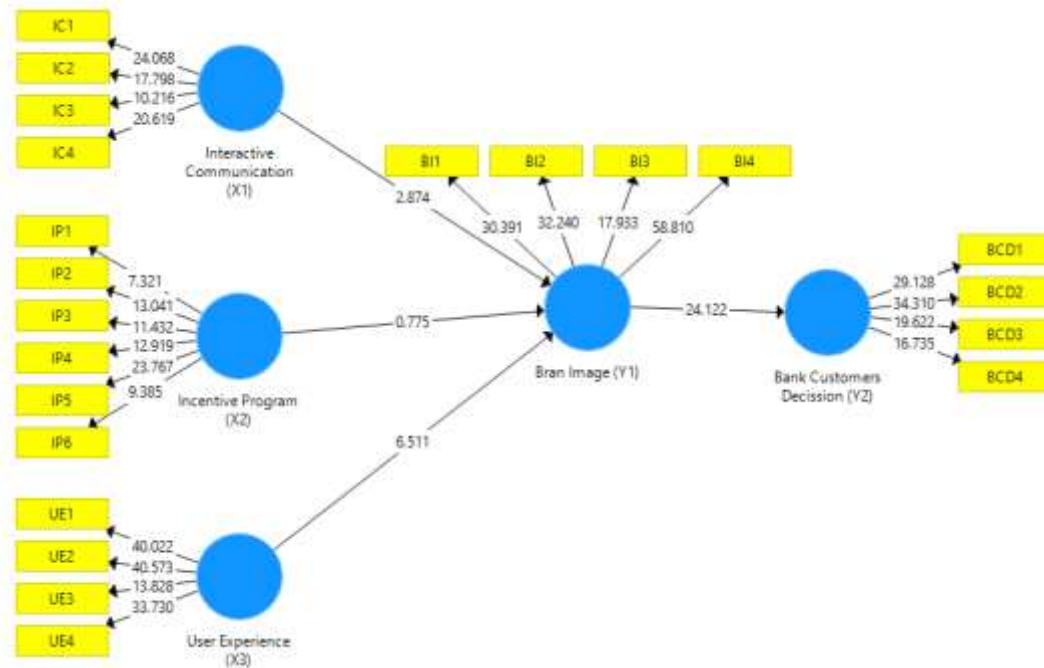 IC1
24.068
IC2
17.798
10.216
IC3
20.619
IC4
Interactive
Communication
(X1)
2.874
IP1
7.321
IP2
13.041
IP3
11.432
12.919
IP4
23.767
IP5
9.385
IP6
Incentive Program
(X2)
0.775
UE1
40.022
UE2
40.573
13.828
UE3
33.730
UE4
User Experience
(X3)
6.511
BI1
BI2
BI3
BI4
30.391
32.240
17.933
58.810
Bran Image (Y1)
24.122
Bank Customers
Decission (Y2)
BCD1
29.128
BCD2
34.310
19.622
BCD3
16.735
BCD4